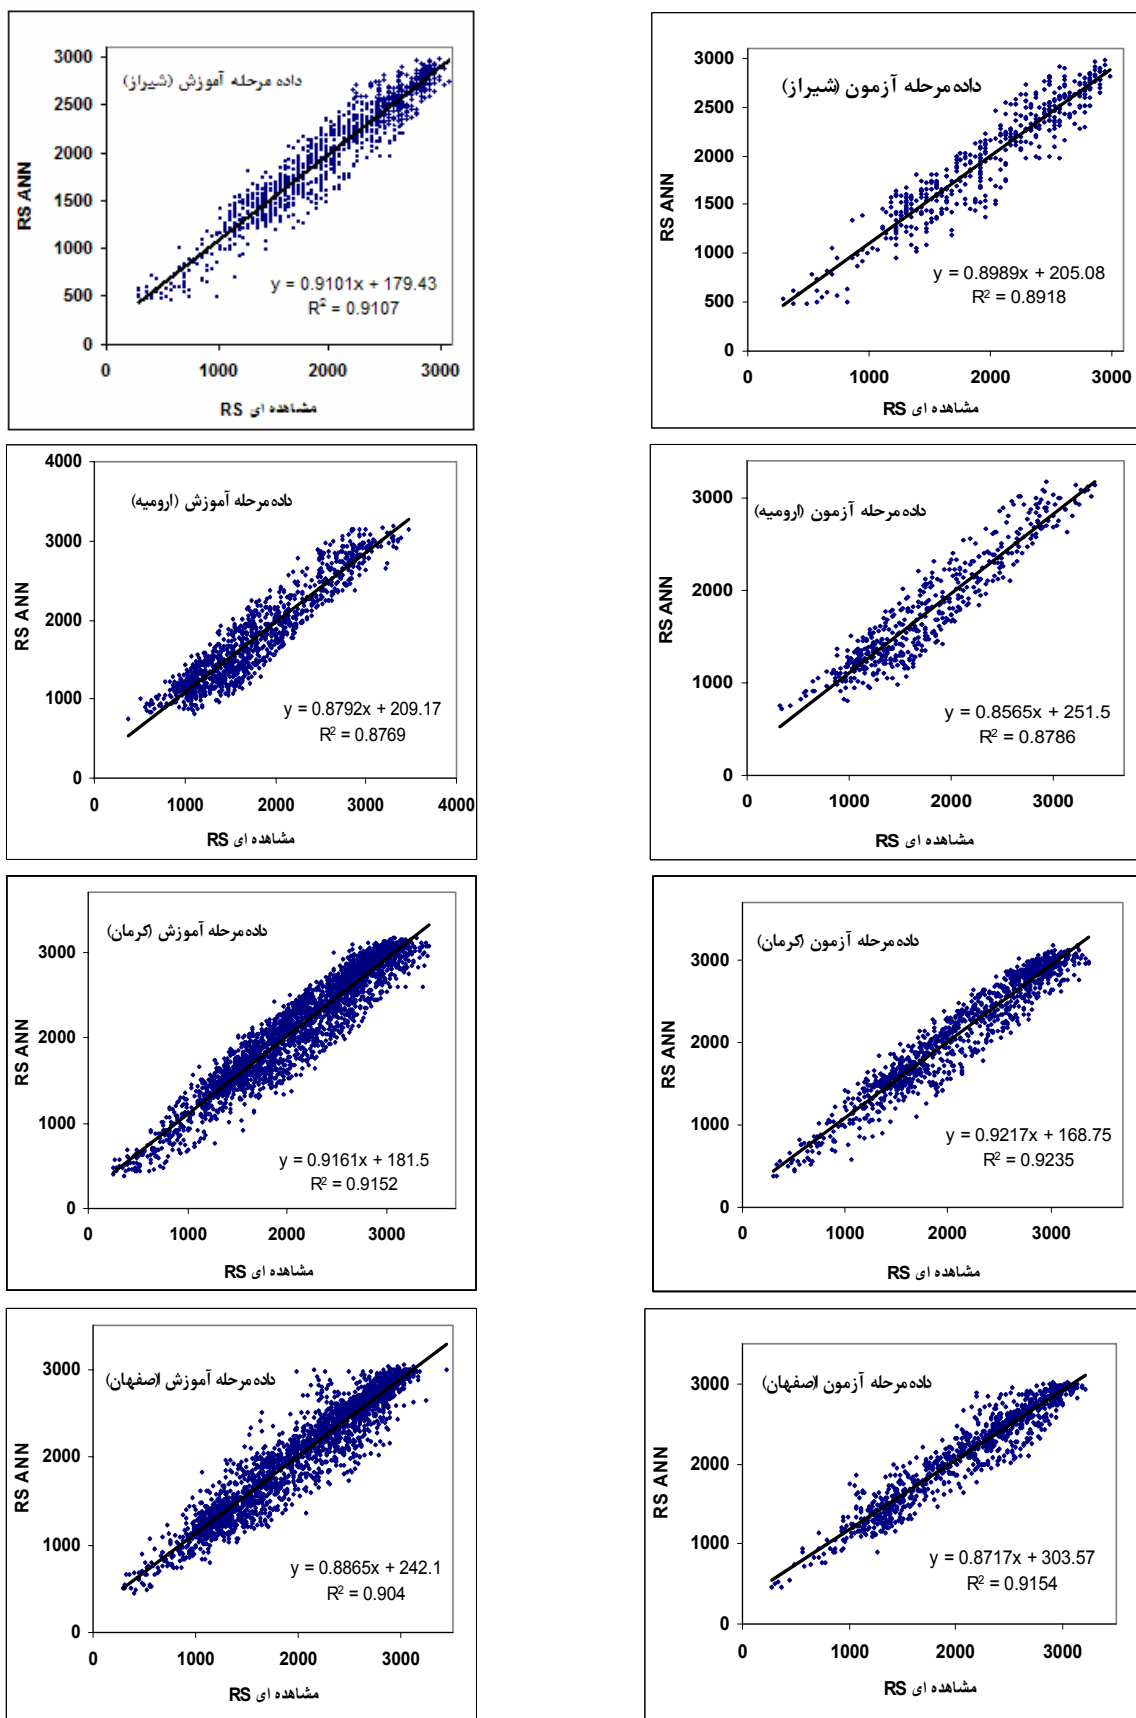 داده مرحله آموزش (شیراز)
3000
2500
2000
1500
1000
500
0
RS ANN
y = 0.9101x + 179.43
R² = 0.9107
0 1000 2000 3000
مشاهده ای RS
داده مرحله آزمون (شیراز)
3000
2500
2000
1500
1000
500
0
RS ANN
y = 0.8989x + 205.08
R² = 0.8918
0 1000 2000 3000
مشاهده ای RS
داده مرحله آموزش (ارومیه)
4000
3000
2000
1000
0
RS ANN
y = 0.8792x + 209.17
R² = 0.8769
0 1000 2000 3000 4000
مشاهده ای RS
داده مرحله آزمون (ارومیه)
3000
2000
1000
0
RS ANN
y = 0.8565x + 251.5
R² = 0.8786
0 1000 2000 3000
مشاهده ای RS
داده مرحله آموزش (کرمان)
3000
2000
1000
0
RS ANN
y = 0.9161x + 181.5
R² = 0.9152
0 1000 2000 3000
مشاهده ای RS
داده مرحله آزمون (کرمان)
3000
2000
1000
0
RS ANN
y = 0.9217x + 168.75
R² = 0.9235
0 1000 2000 3000
مشاهده ای RS
داده مرحله آموزش (اصفهان)
3000
2000
1000
0
RS ANN
y = 0.8865x + 242.1
R² = 0.904
0 1000 2000 3000
مشاهده ای RS
داده مرحله آزمون (اصفهان)
3000
2000
1000
0
RS ANN
y = 0.8717x + 303.57
R² = 0.9154
0 1000 2000 3000
مشاهده ای RS